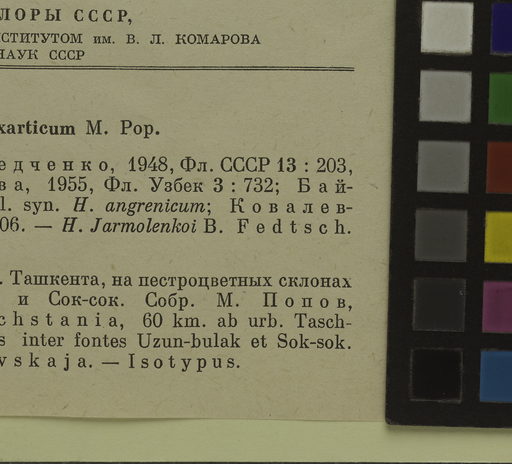 ЛОРЫ СССР,
СТИТУТОМ им. В. Л. КОМАРОВА
НАУК СССР
xarticum M. Pop.
едченко, 1948, Фл. СССР 13 : 203,
ва, 1955, Фл. Узбек 3 : 732; Бай-
l. syn. H. angrenicum; Ковалев-
06. — H. Jarmolenkoi B. Fedtsch.
. Ташкента, на пестроцветных склонах
и Сок-сок. Собр. М. Попов,
chstania, 60 km. ab urb. Tasch-
s inter fontes Uzun-bulak et Sok-sok.
vskaja. — Isotypus.